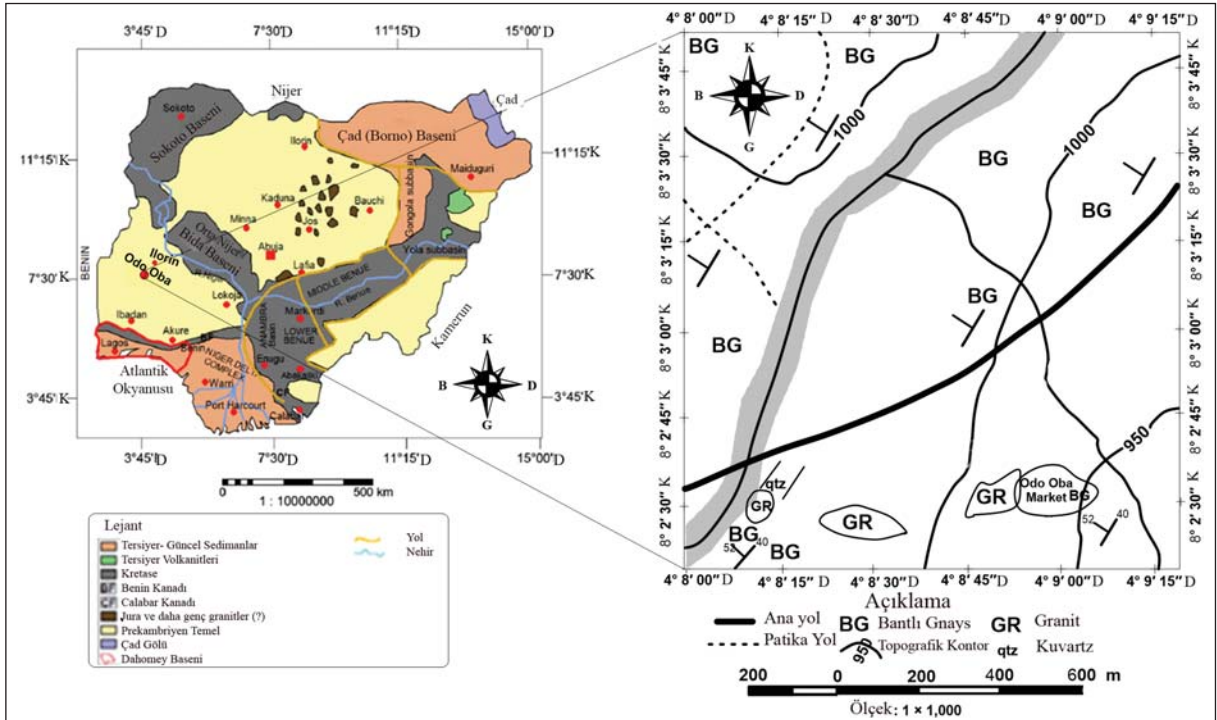 3°45'D
7°30'D
11°15'D
15°00'D
Nijer
Çad
Sokoto
Sokoto Baseni
Çad (Borno) Baseni
Ilorin
11°15'K
11°15'K
Maiduguri
Gongola subbasin
Kaduna
Bauchi
Minna
Jos
Orta Nijer
Bida Baseni
Abuja
Yola subbasin
BENIN
Ilorin
Odo Oba
7°30'K
Lafia
7°30'K
MIDDLE BENUE
R. Benue
Lokoja
Kamerun
Ibadan
Makurdi
ANAMBRA
Basin
LOWER
BENUE
Akure
Lagos
Benin
BF
Enugu
Abakaliki
NIGER DELTA
COMPLEX
Atlantik
Okyanusu
Warri
CF
3°45'K
Port Harcourt
Calabar
3°45'K
K
B
D
G
3°45'D
7°30'D
11°15'D
15°00'D
0
500 km
1 : 10000000
Lejant
Tersiyer- Güncel Sedimanlar
Tersiyer Volkanitleri
Kretase
BF Benin Kanadı
CF Calabar Kanadı
Jura ve daha genç granitler (?)
Prekambriyen Temel
Çad Gölü
Dahomey Baseni
Yol
Nehir
4° 8' 00" D
4° 8' 15" D
4° 8' 30" D
4° 8' 45" D
4° 9' 00" D
4° 9' 15" D
BG
BG
K
B
D
G
8° 3' 45" K
8° 3' 45" K
1000
1000
8° 3' 30" K
BG
8° 3' 30" K
BG
8° 3' 15" K
8° 3' 15" K
BG
8° 3' 00" K
BG
8° 3' 00" K
8° 2' 45" K
950
8° 2' 45" K
qtz
GR
GR
GR
Odo Oba
Market BG
8° 2' 30" K
8° 2' 30" K
BG
52
40
BG
52
40
4° 8' 00" D
4° 8' 15" D
4° 8' 30" D
4° 8' 45" D
4° 9' 00" D
4° 9' 15" D
Açıklama
Ana yol
BG Bantlı Gnays
GR Granit
Patika Yol
950 Topografik Kontor
qtz Kuvartz
200 0 200 400 600 m
Ölçek: 1 × 1,000